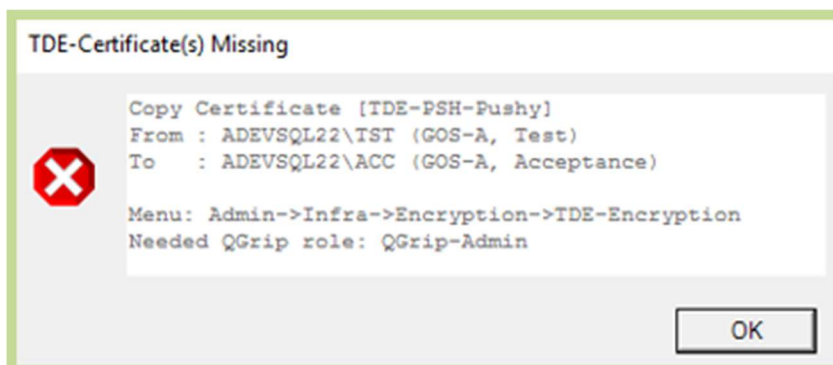 TDE-Certificate(s) Missing
Copy Certificate [TDE-PSH-Pushy]
From : ADEVSQL22\TST (GOS-A, Test)
To   : ADEVSQL22\ACC (GOS-A, Acceptance)
Menu: Admin->Infra->Encryption->TDE-Encryption
Needed QGrip role: QGrip-Admin
OK